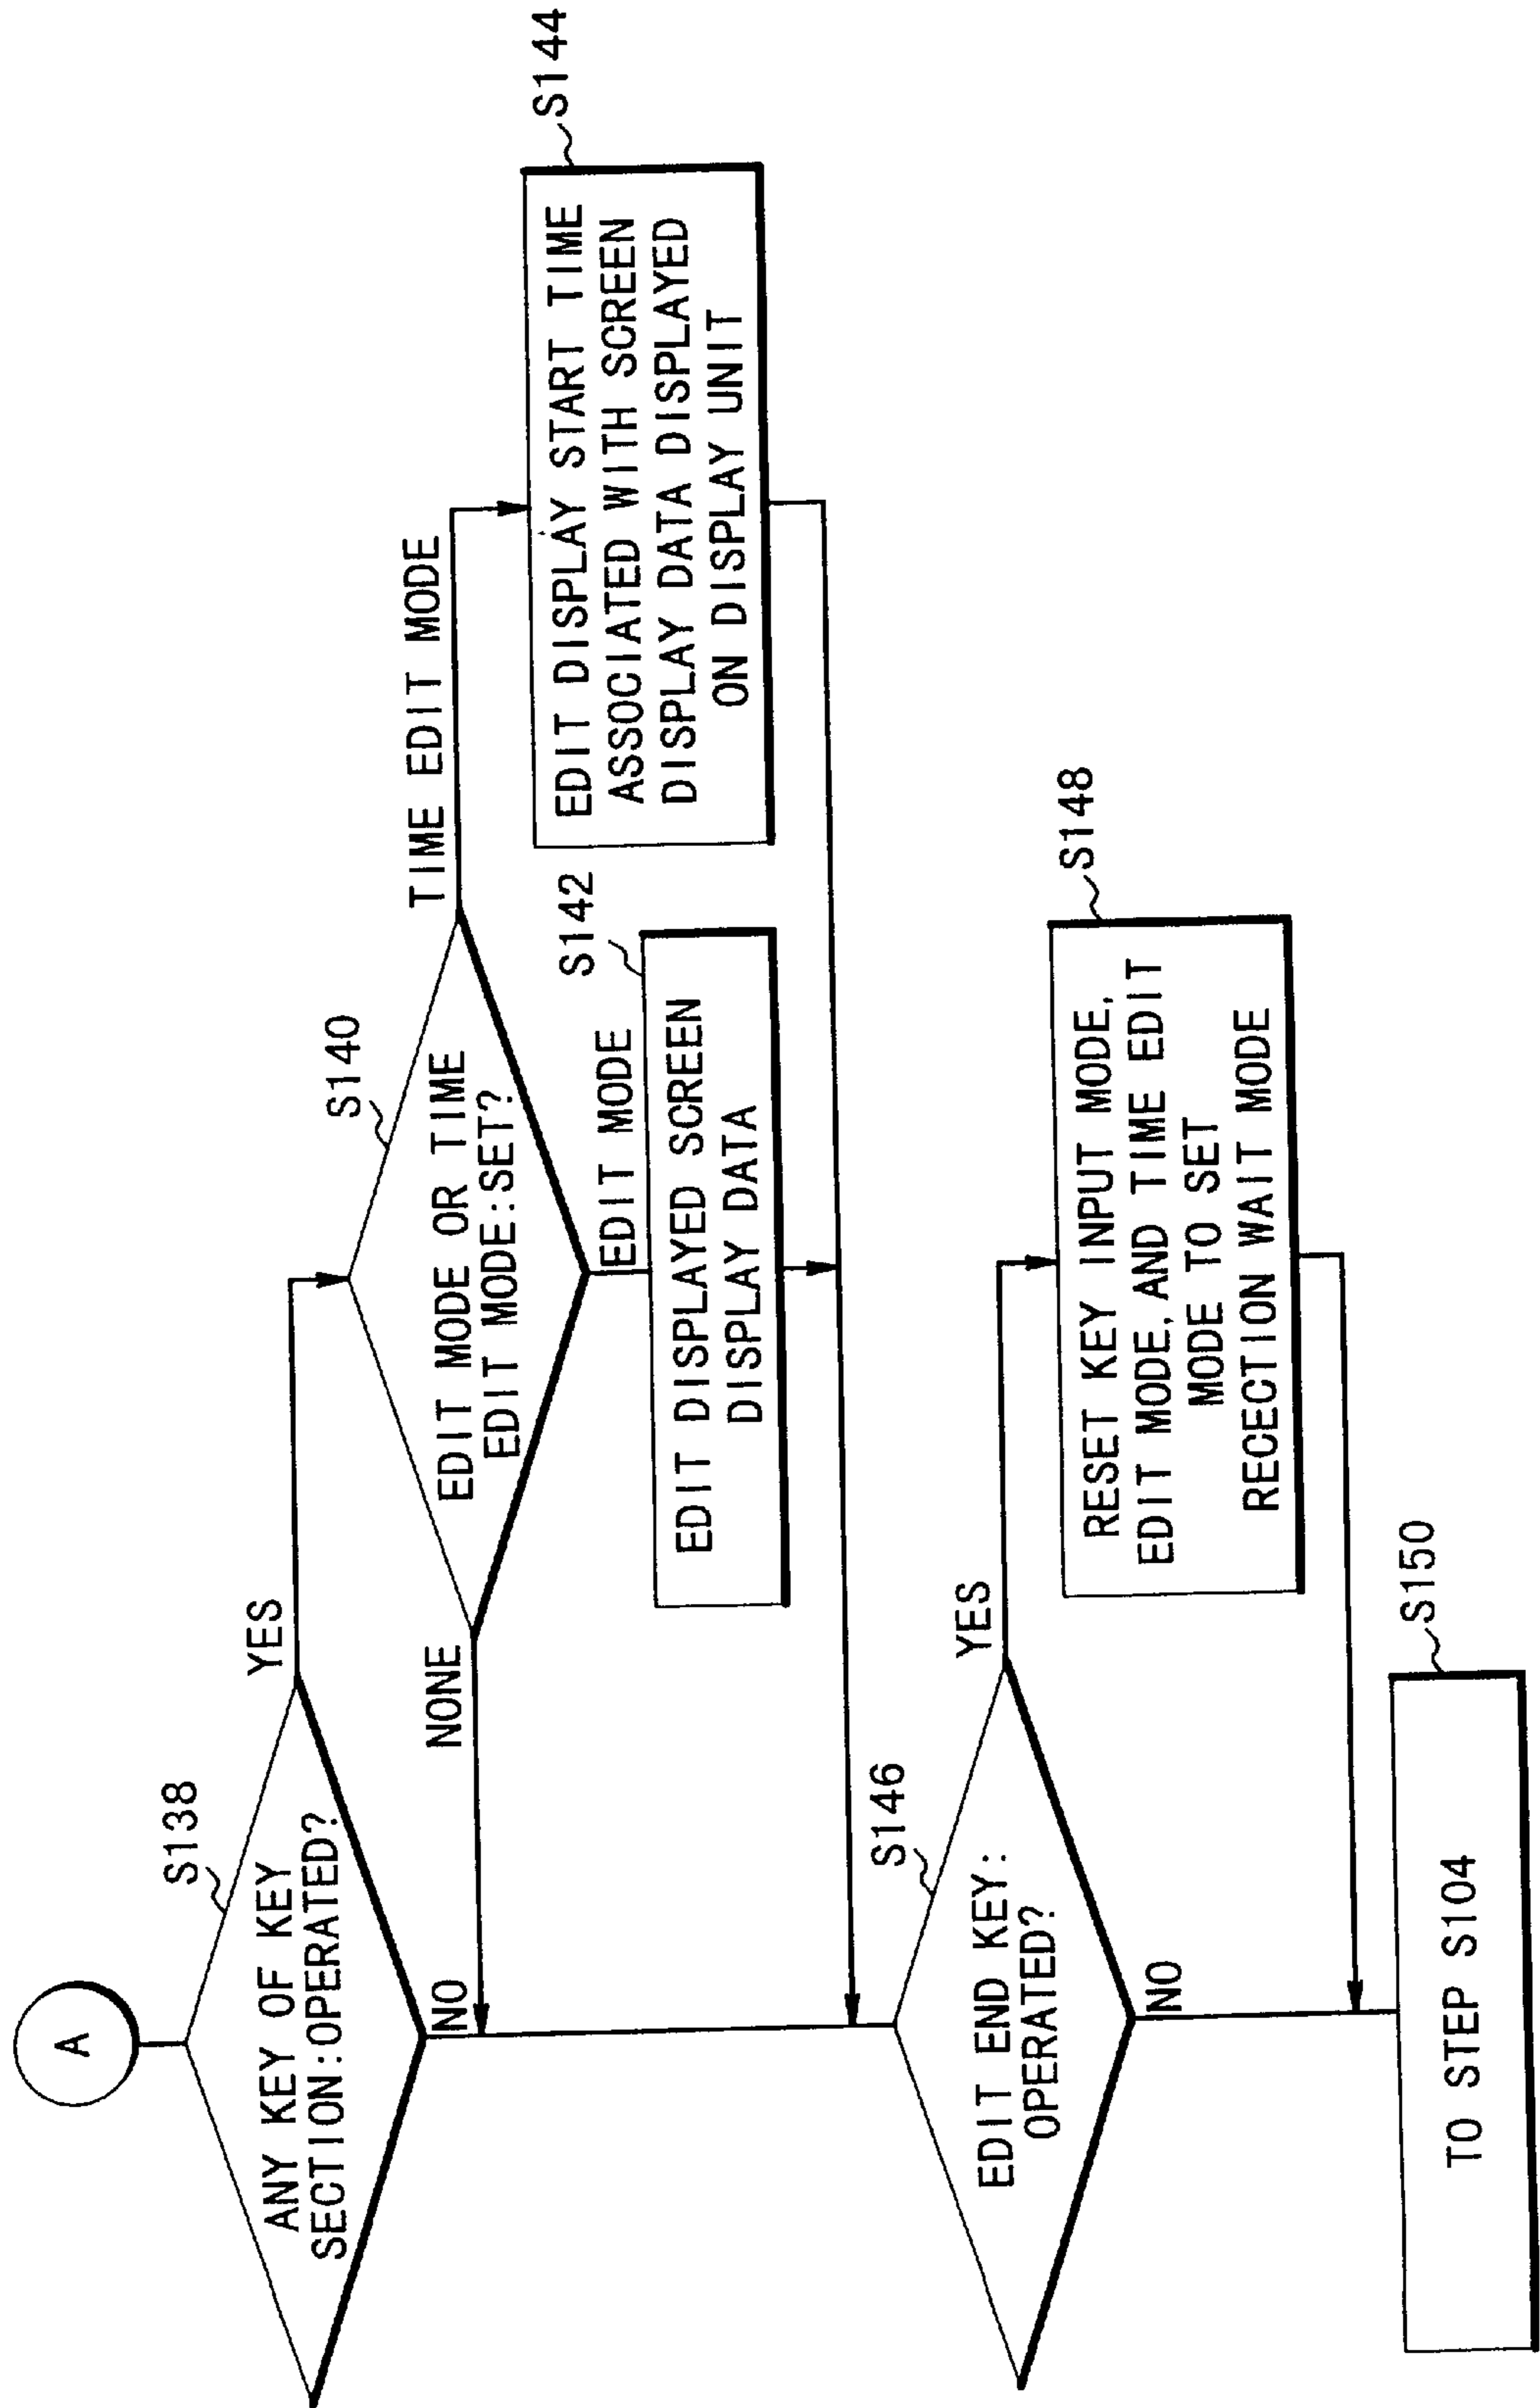 A
S138
ANY KEY OF KEY
SECTION:OPERATED?
YES
NO
S140
EDIT MODE OR TIME
EDIT MODE:SET?
NONE
TIME EDIT MODE
EDIT MODE
S142
EDIT DISPLAYED SCREEN
DISPLAY DATA
S144
EDIT DISPLAY START TIME
ASSOCIATED WITH SCREEN
DISPLAY DATA DISPLAYED
ON DISPLAY UNIT
S146
EDIT END KEY:
OPERATED?
YES
NO
S148
RESET KEY INPUT MODE,
EDIT MODE,AND TIME EDIT
MODE TO SET
RECECTION WAIT MODE
S150
TO STEP S104